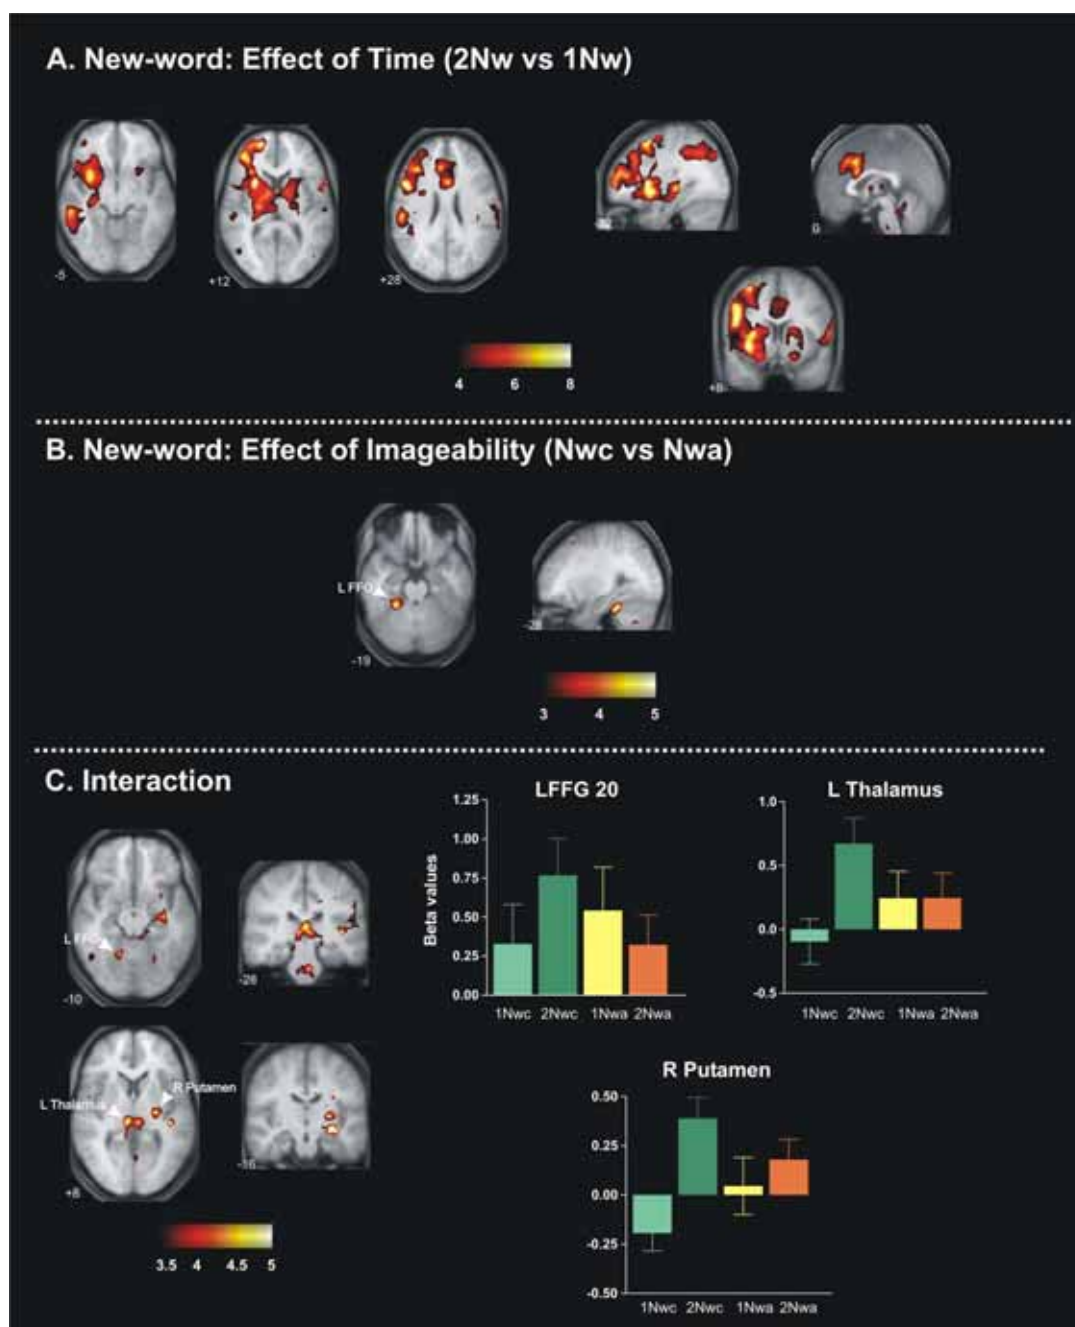 A. New-word: Effect of Time (2Nw vs 1Nw)
-5
+12
+28
0
+8
4 6 8
B. New-word: Effect of Imageability (Nwc vs Nwa)
L FFG
-19
3 4 5
C. Interaction
L FFG
-10
-26
L Thalamus
R Putamen
+8
-16
3.5 4 4.5 5
LFFG 20
Beta values
1.25
1.00
0.75
0.50
0.25
0.00
1Nwc 2Nwc 1Nwa 2Nwa
L Thalamus
1.0
0.5
0.0
-0.5
1Nwc 2Nwc 1Nwa 2Nwa
R Putamen
0.50
0.25
0.00
-0.25
-0.50
1Nwc 2Nwc 1Nwa 2Nwa